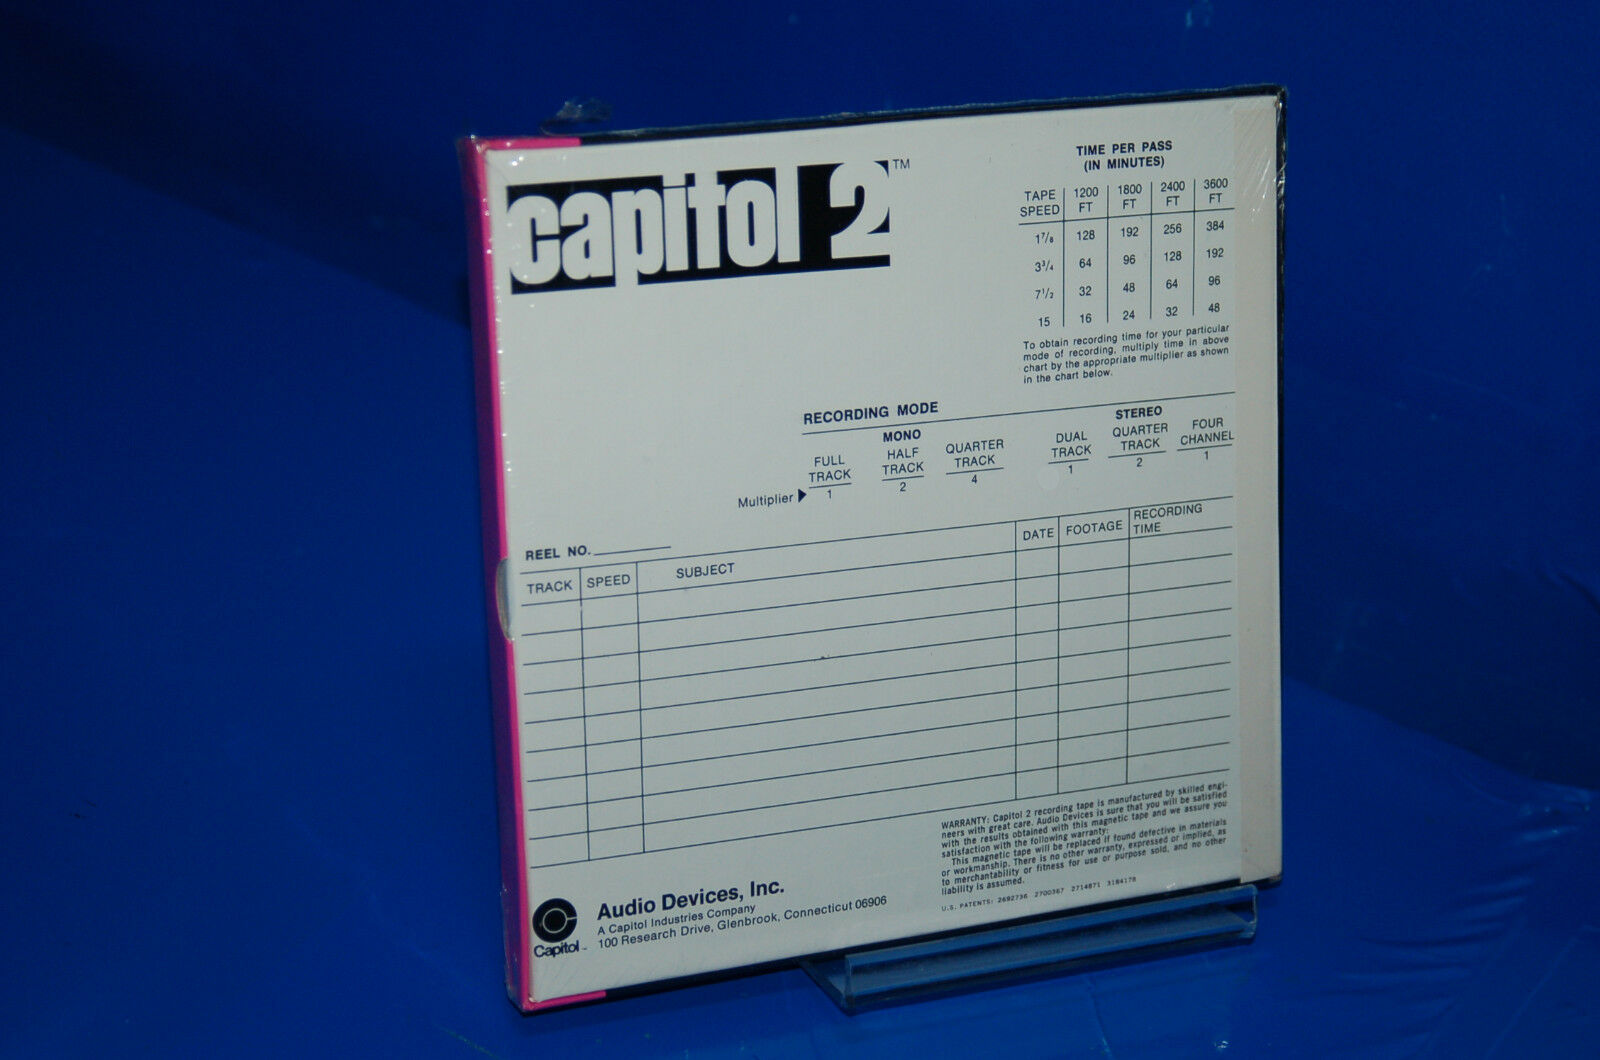 capitol 2™
TIME PER PASS
(IN MINUTES)
TAPE SPEED 1200 FT 1800 FT 2400 FT 3600 FT
1⅞ 128 192 256 384
3¾ 64 96 128 192
7½ 32 48 64 96
15 16 24 32 48
To obtain recording time for your particular
mode of recording, multiply time in above
chart by the appropriate multiplier as shown
in the chart below.
RECORDING MODE
MONO STEREO
FULL TRACK HALF TRACK QUARTER TRACK DUAL TRACK QUARTER TRACK FOUR CHANNEL
Multiplier ▶ 1 2 4 1 2 1
REEL NO.
TRACK SPEED SUBJECT DATE FOOTAGE RECORDING TIME
WARRANTY: Capitol 2 recording tape is manufactured by skilled engi-
neers with great care. Audio Devices is sure that you will be satisfied
with the results obtained with this magnetic tape and we assure you
satisfaction with the following warranty:
This magnetic tape will be replaced if found defective in materials
or workmanship. There is no other warranty, expressed or implied, as
to merchantability or fitness for use or purpose sold, and no other
liability is assumed.
U.S. PATENTS: 2692736 2700367 2714871 3184178
Capitol™
Audio Devices, Inc.
A Capitol Industries Company
100 Research Drive, Glenbrook, Connecticut 06906